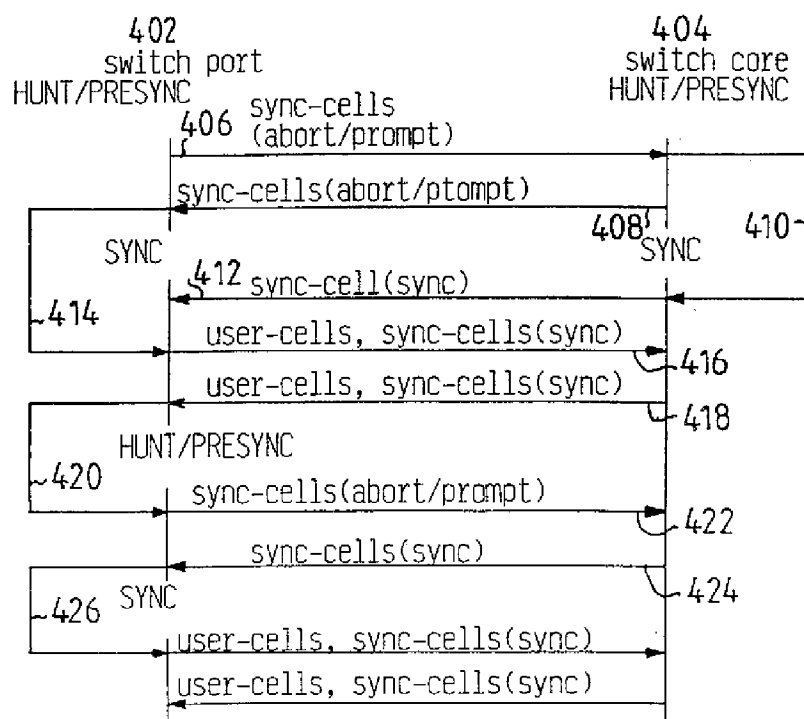 402
switch port
HUNT/PRESYNC
404
switch core
HUNT/PRESYNC
406
sync-cells
(abort/prompt)
sync-cells(abort/ptompt)
408
410
SYNC
SYNC
412
sync-cell(sync)
414
user-cells, sync-cells(sync)
416
user-cells, sync-cells(sync)
418
HUNT/PRESYNC
420
sync-cells(abort/prompt)
422
sync-cells(sync)
424
426
SYNC
user-cells, sync-cells(sync)
user-cells, sync-cells(sync)